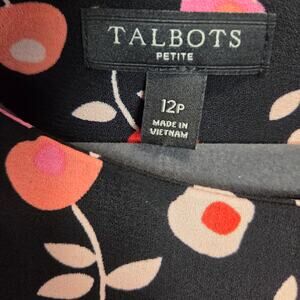 TALBOTS
PETITE
12P
MADE IN
VIETNAM